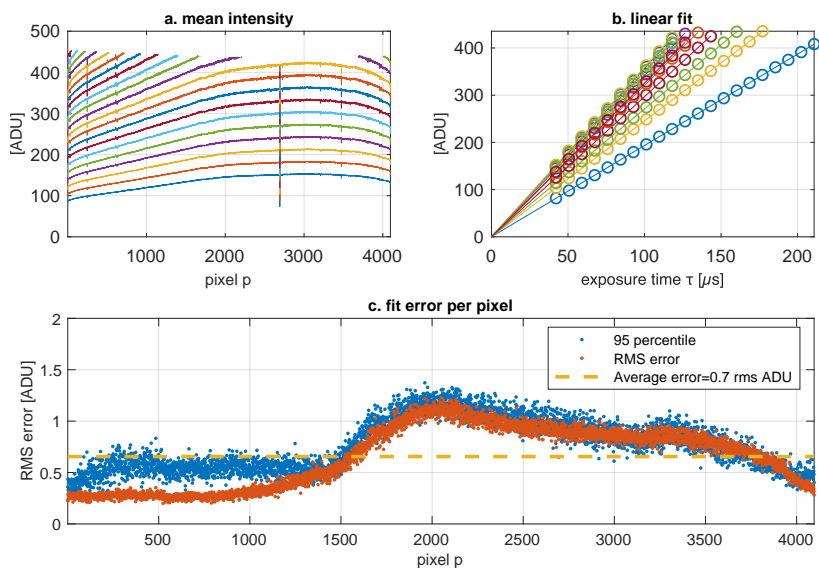 a. mean intensity
500
400
300
200
100
0
[ADU]
1000
2000
3000
4000
pixel p
b. linear fit
400
300
200
100
0
[ADU]
0
50
100
150
200
exposure time τ [μs]
c. fit error per pixel
2
1.5
1
0.5
0
RMS error [ADU]
500
1000
1500
2000
2500
3000
3500
4000
pixel p
95 percentile
RMS error
Average error=0.7 rms ADU